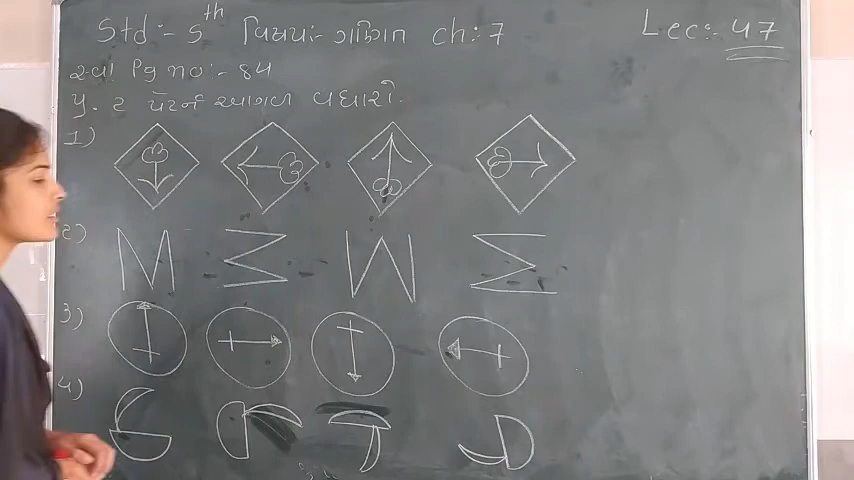 Std:- 5th વિષય:- ગણિત ch: 7 Lec:- 47
સ્વા Pg no:- 84
પ્ર. ૨ પેટર્ન આગળ વધારો.
1)
2) M Σ W Σ
3)
4)